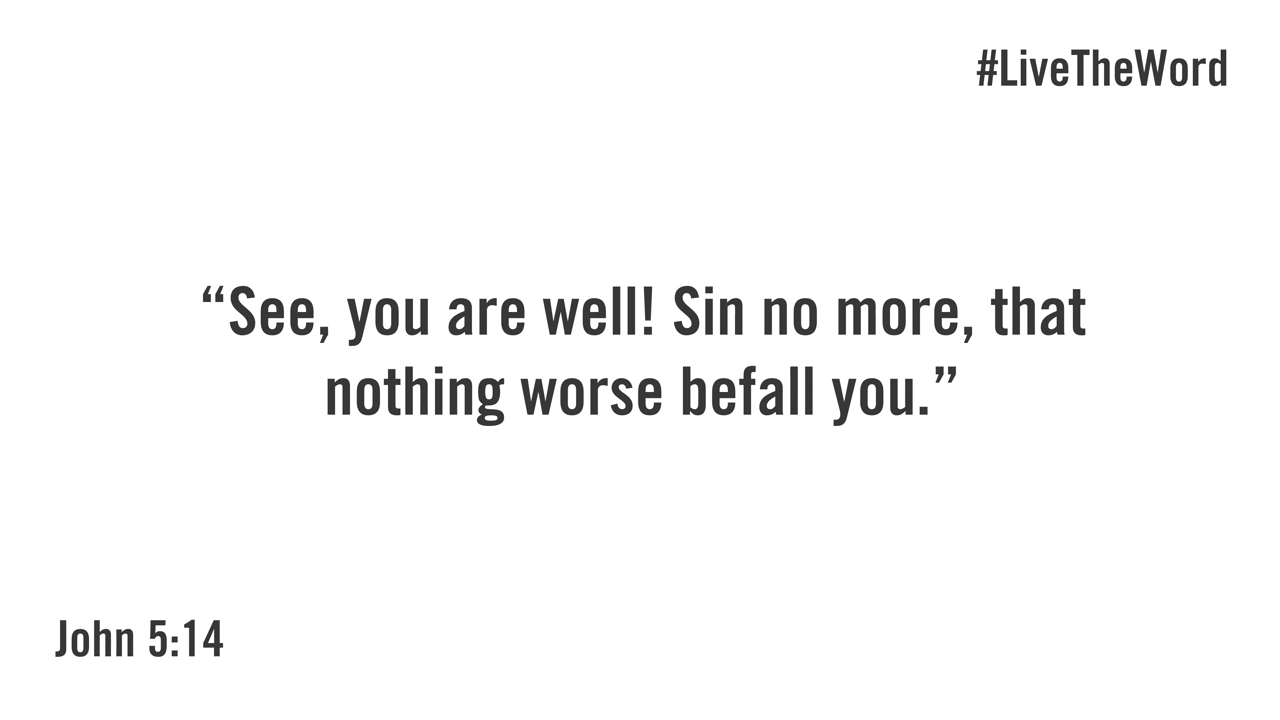 #LiveTheWord
“See, you are well! Sin no more, that
nothing worse befall you.”
John 5:14